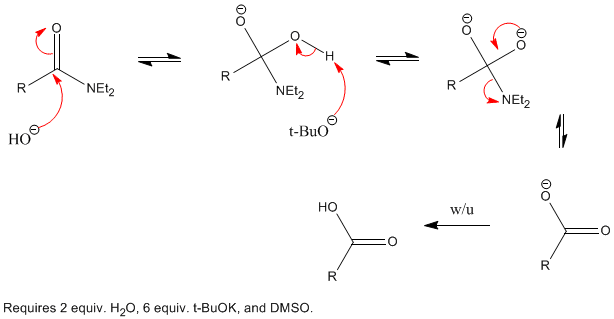 O
R
NEt₂
HO⊖
⊖
O
O
H
R
NEt₂
t-BuO⊖
⊖
O
O⊖
R
NEt₂
⊖
O
O
R
w/u
HO
O
R
Requires 2 equiv. H₂O, 6 equiv. t-BuOK, and DMSO.